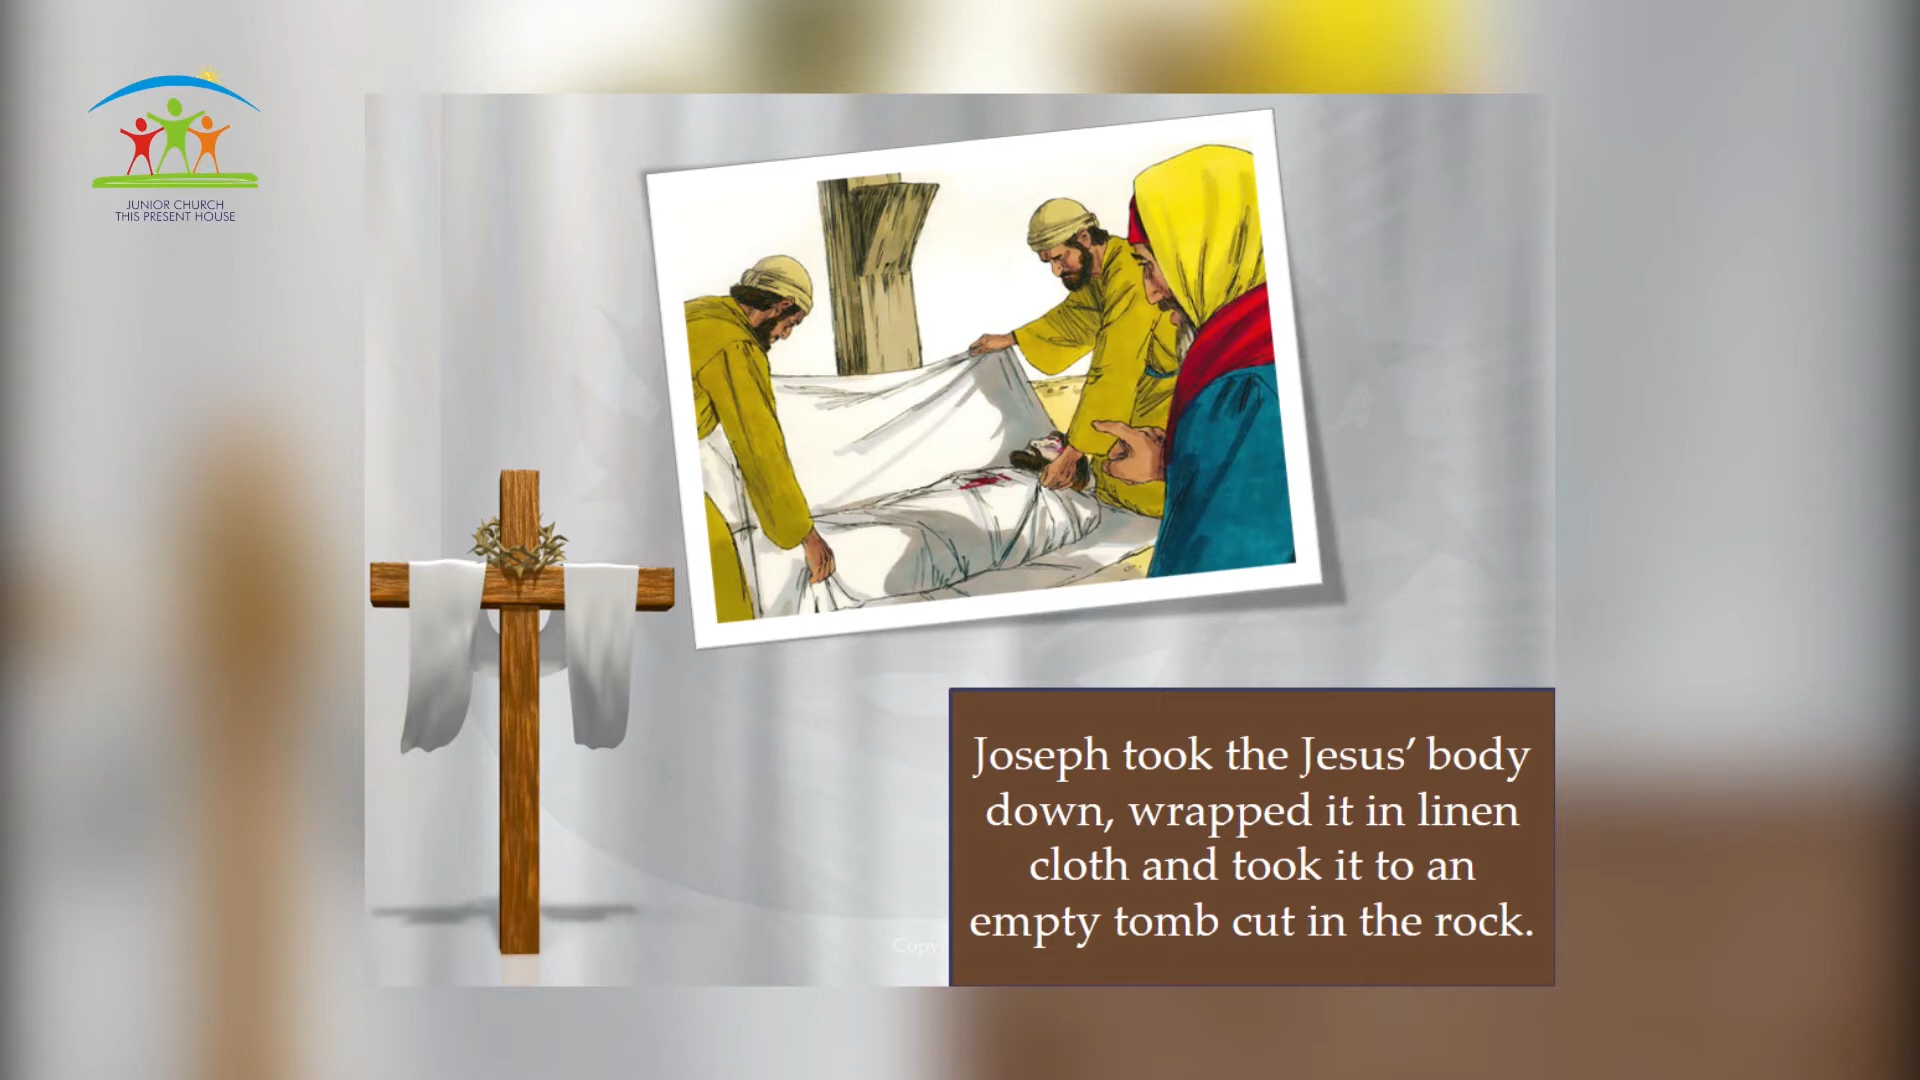 JUNIOR CHURCH
THIS PRESENT HOUSE
Joseph took the Jesus’ body
down, wrapped it in linen
cloth and took it to an
empty tomb cut in the rock.